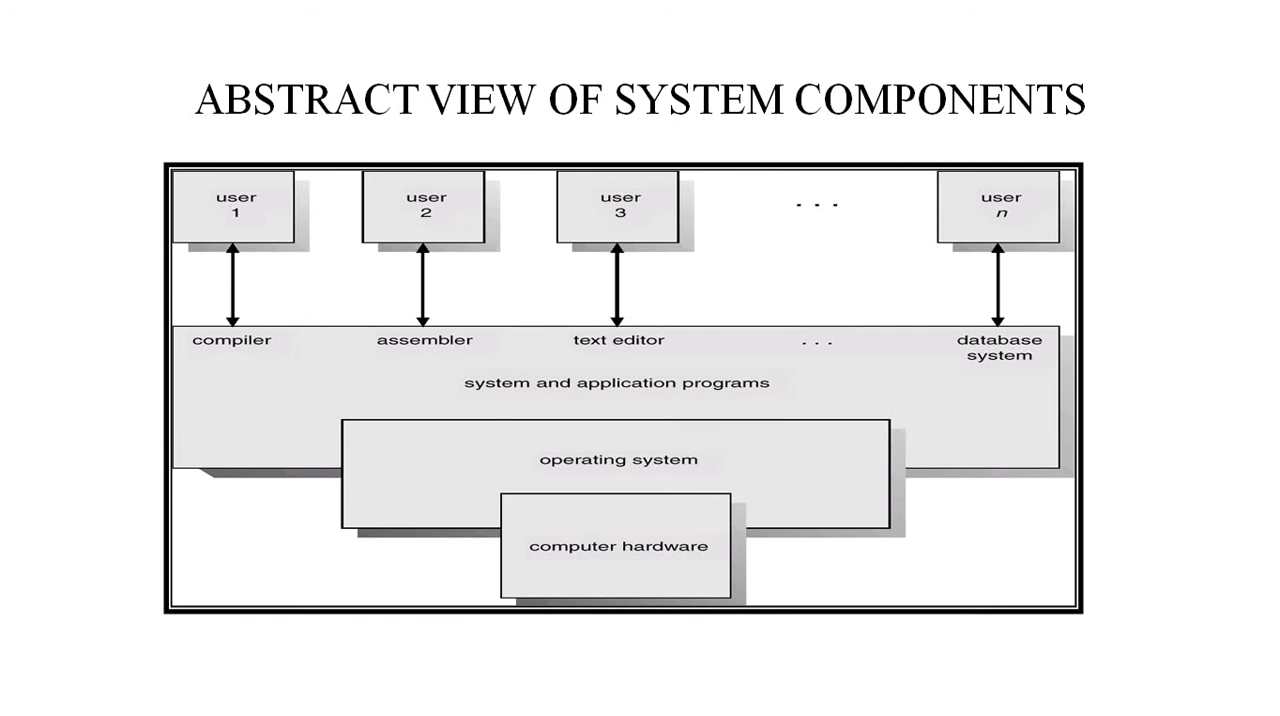 ABSTRACT VIEW OF SYSTEM COMPONENTS
user
1
user
2
user
3
. . .
user
n
compiler
assembler
text editor
. . .
database
system
system and application programs
operating system
computer hardware